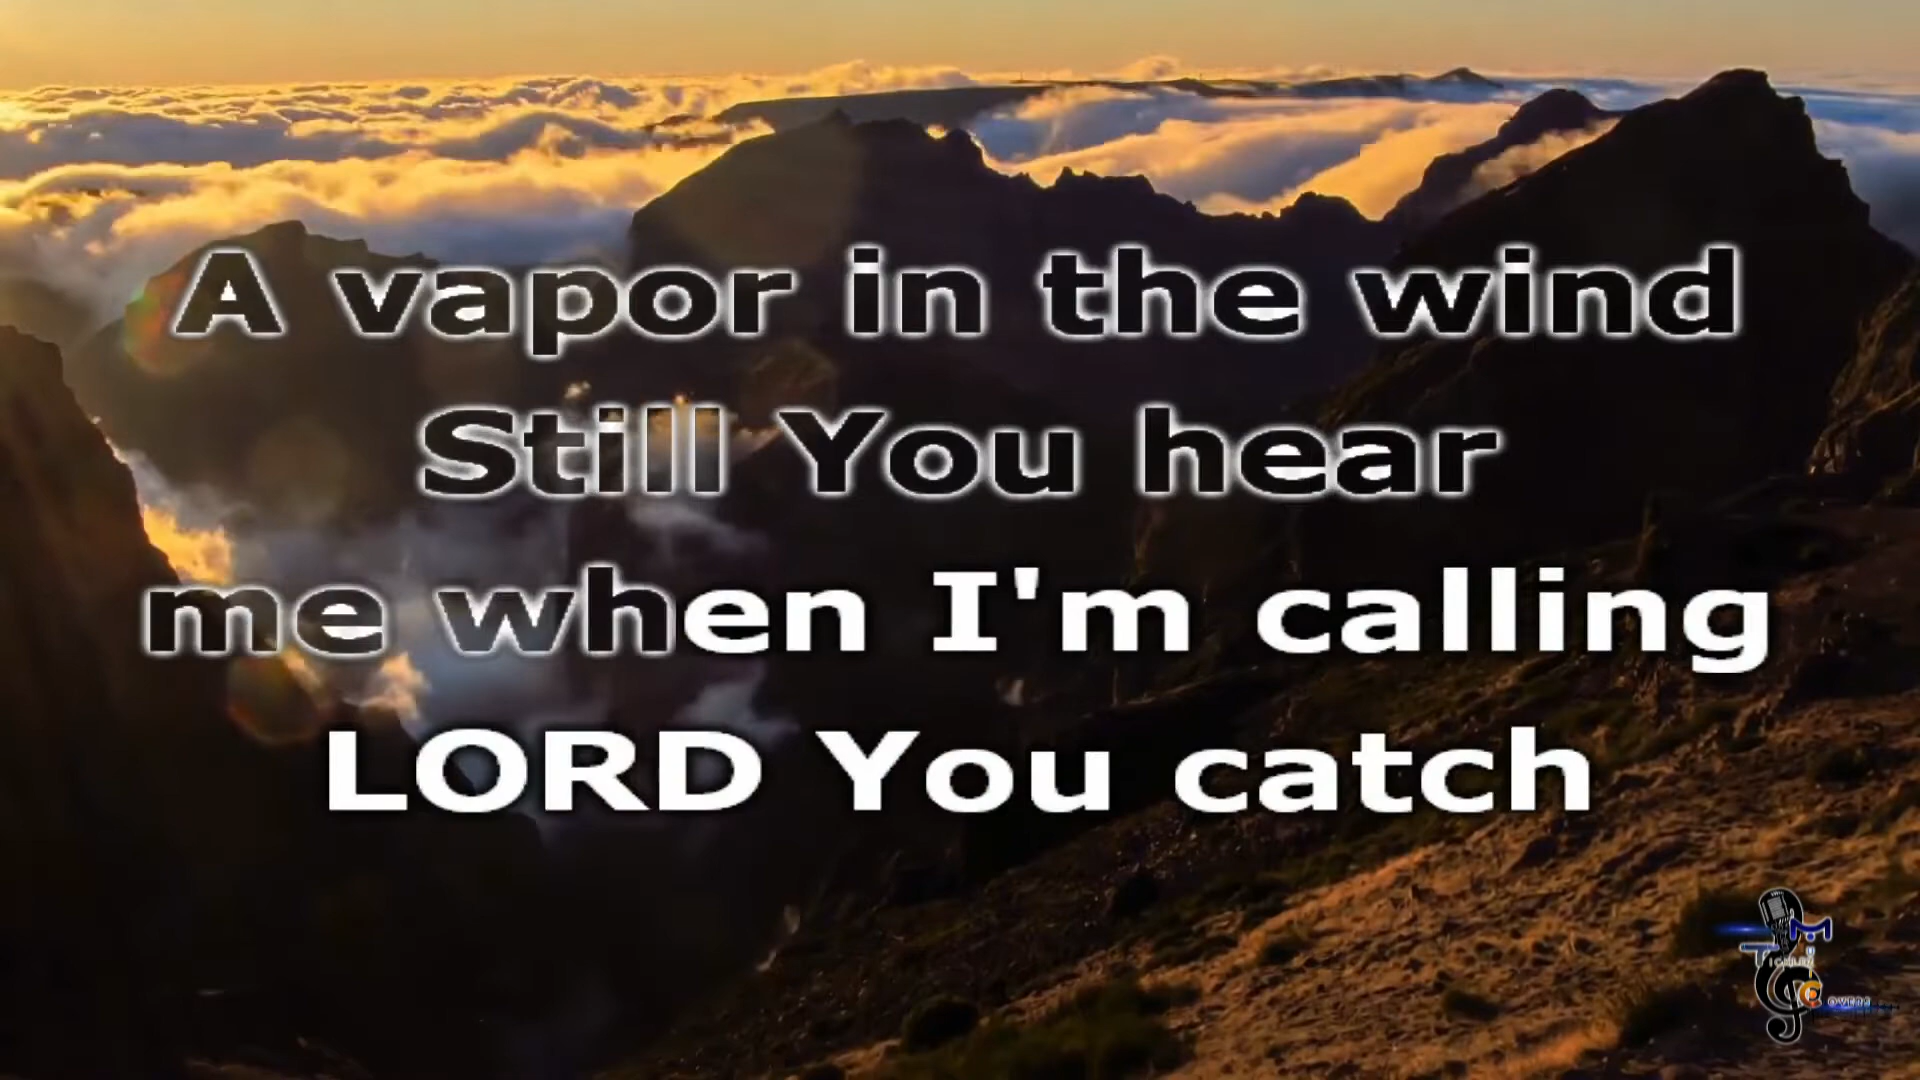 A vapor in the wind
Still You hear
me when I'm calling
LORD You catch